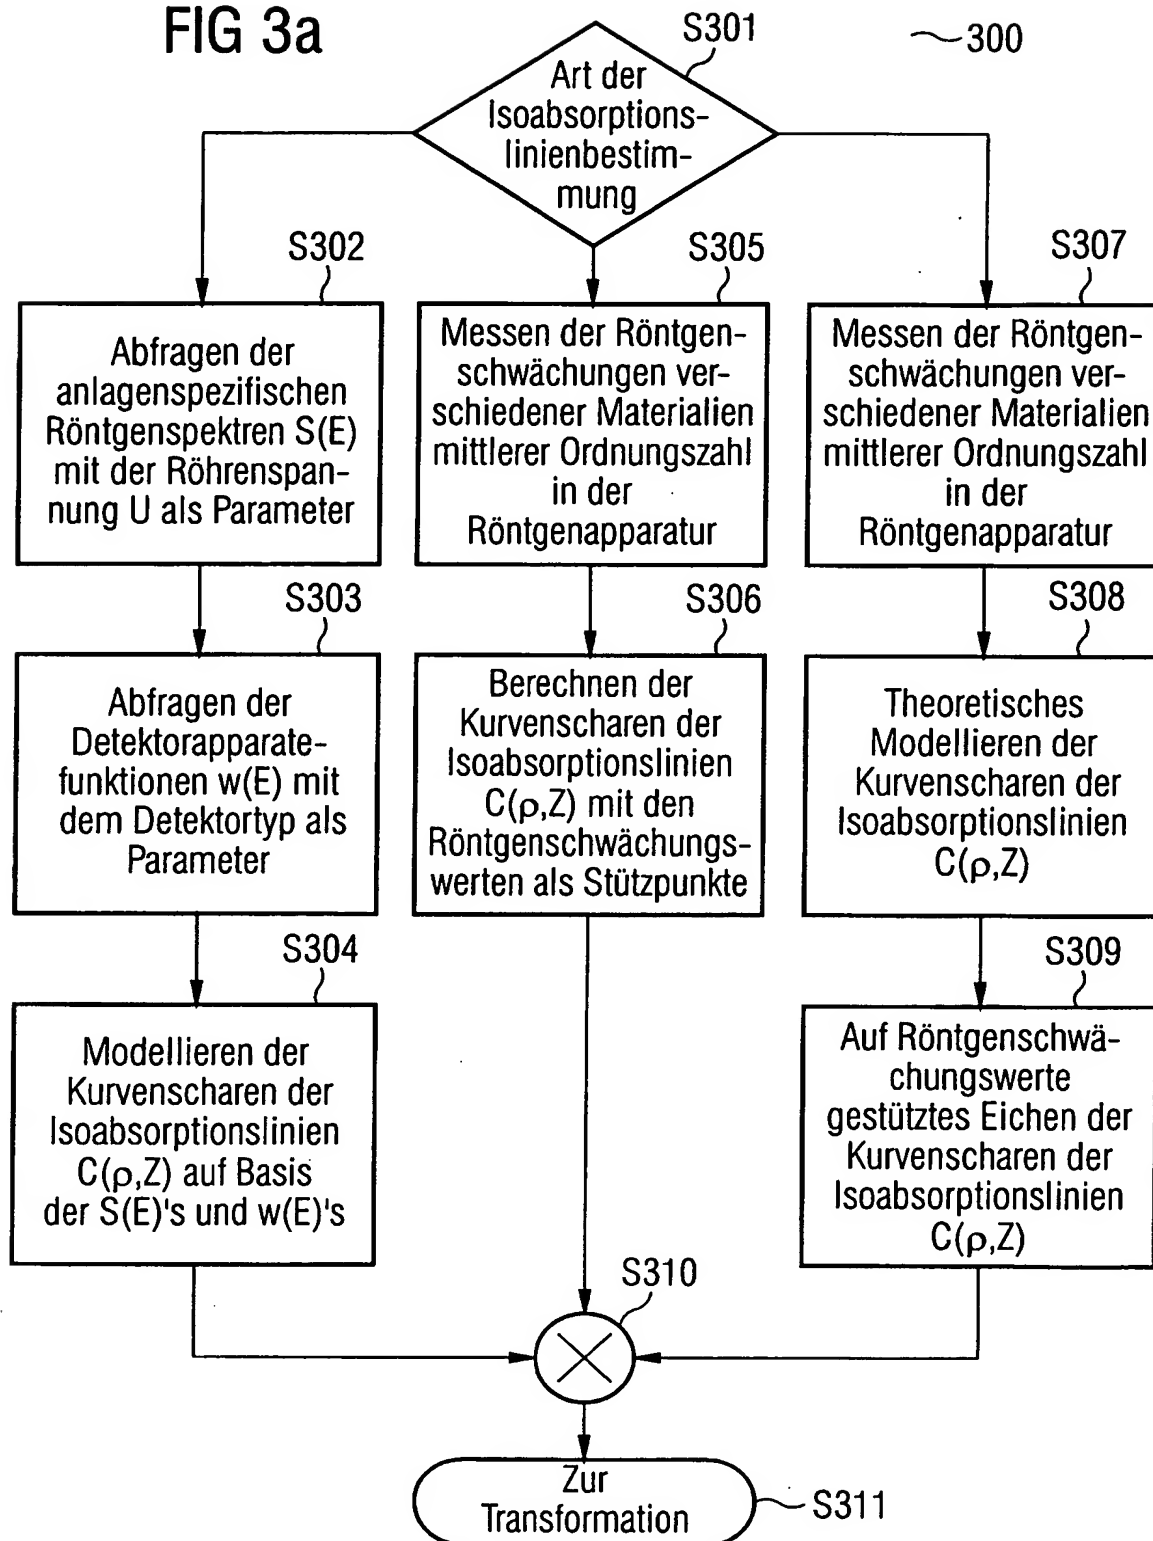 FIG 3a
S301
300
Art der
Isoabsorptions-
linienbestim-
mung
S302
Abfragen der
anlagenspezifischen
Röntgenspektren S(E)
mit der Röhrenspan-
nung U als Parameter
S303
Abfragen der
Detektorapparate-
funktionen w(E) mit
dem Detektortyp als
Parameter
S304
Modellieren der
Kurvenscharen der
Isoabsorptionslinien
C(ρ,Z) auf Basis
der S(E)'s und w(E)'s
S305
Messen der Röntgen-
schwächungen ver-
schiedener Materialien
mittlerer Ordnungszahl
in der
Röntgenapparatur
S306
Berechnen der
Kurvenscharen der
Isoabsorptionslinien
C(ρ,Z) mit den
Röntgenschwächungs-
werten als Stützpunkte
S307
Messen der Röntgen-
schwächungen ver-
schiedener Materialien
mittlerer Ordnungszahl
in der
Röntgenapparatur
S308
Theoretisches
Modellieren der
Kurvenscharen der
Isoabsorptionslinien
C(ρ,Z)
S309
Auf Röntgenschwä-
chungswerte
gestütztes Eichen der
Kurvenscharen der
Isoabsorptionslinien
C(ρ,Z)
S310
Zur
Transformation
S311